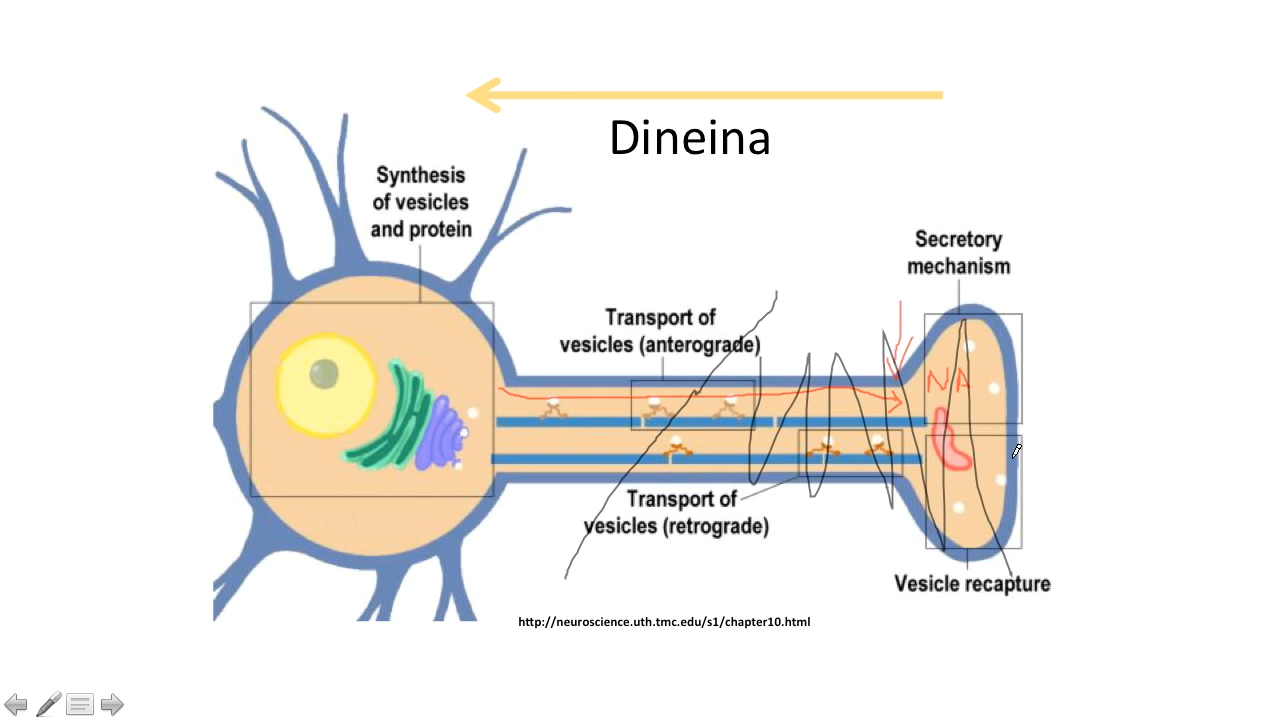 Dineina
Synthesis
of vesicles
and protein
Secretory
mechanism
Transport of
vesicles (anterograde)
NA
Transport of
vesicles (retrograde)
Vesicle recapture
http://neuroscience.uth.tmc.edu/s1/chapter10.html